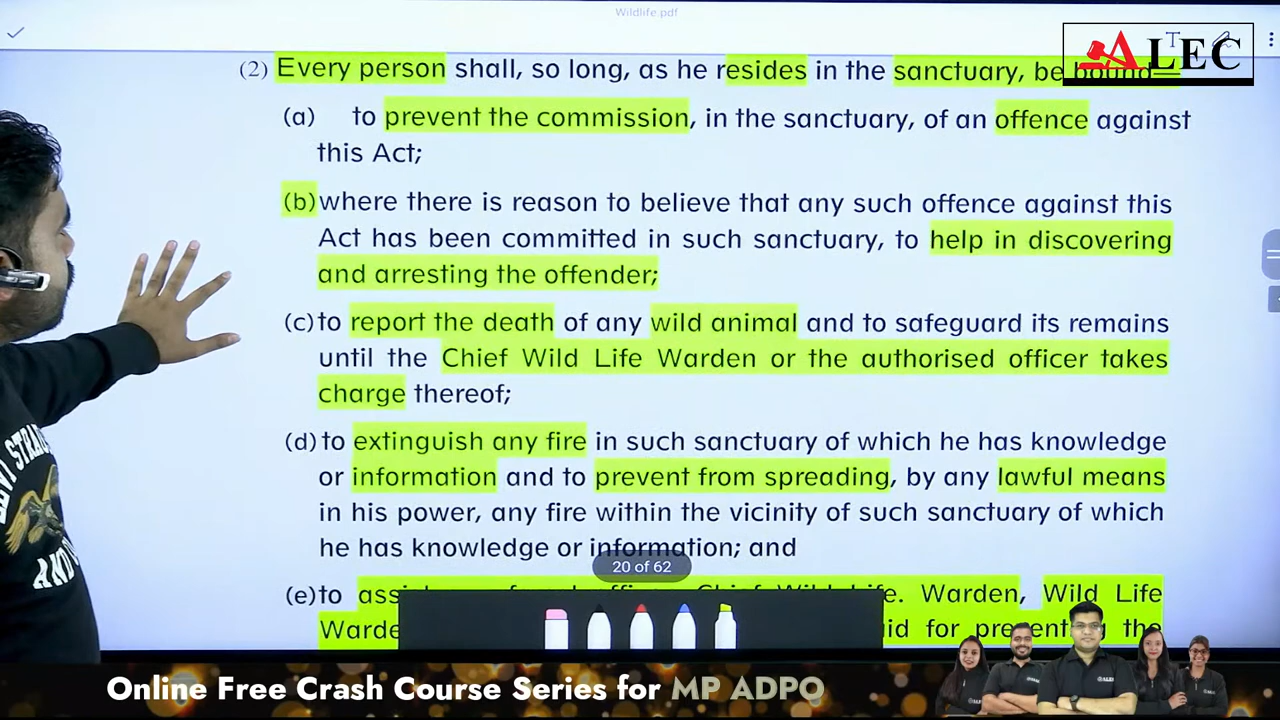 Wildlife.pdf
ALEC
(2) Every person shall, so long, as he resides in the sanctuary, be bound—
(a) to prevent the commission, in the sanctuary, of an offence against
this Act;
(b) where there is reason to believe that any such offence against this
Act has been committed in such sanctuary, to help in discovering
and arresting the offender;
(c) to report the death of any wild animal and to safeguard its remains
until the Chief Wild Life Warden or the authorised officer takes
charge thereof;
(d) to extinguish any fire in such sanctuary of which he has knowledge
or information and to prevent from spreading, by any lawful means
in his power, any fire within the vicinity of such sanctuary of which
he has knowledge or information; and
20 of 62
(e) to Warden, Wild Life
for the
Online Free Crash Course Series for MP ADPO